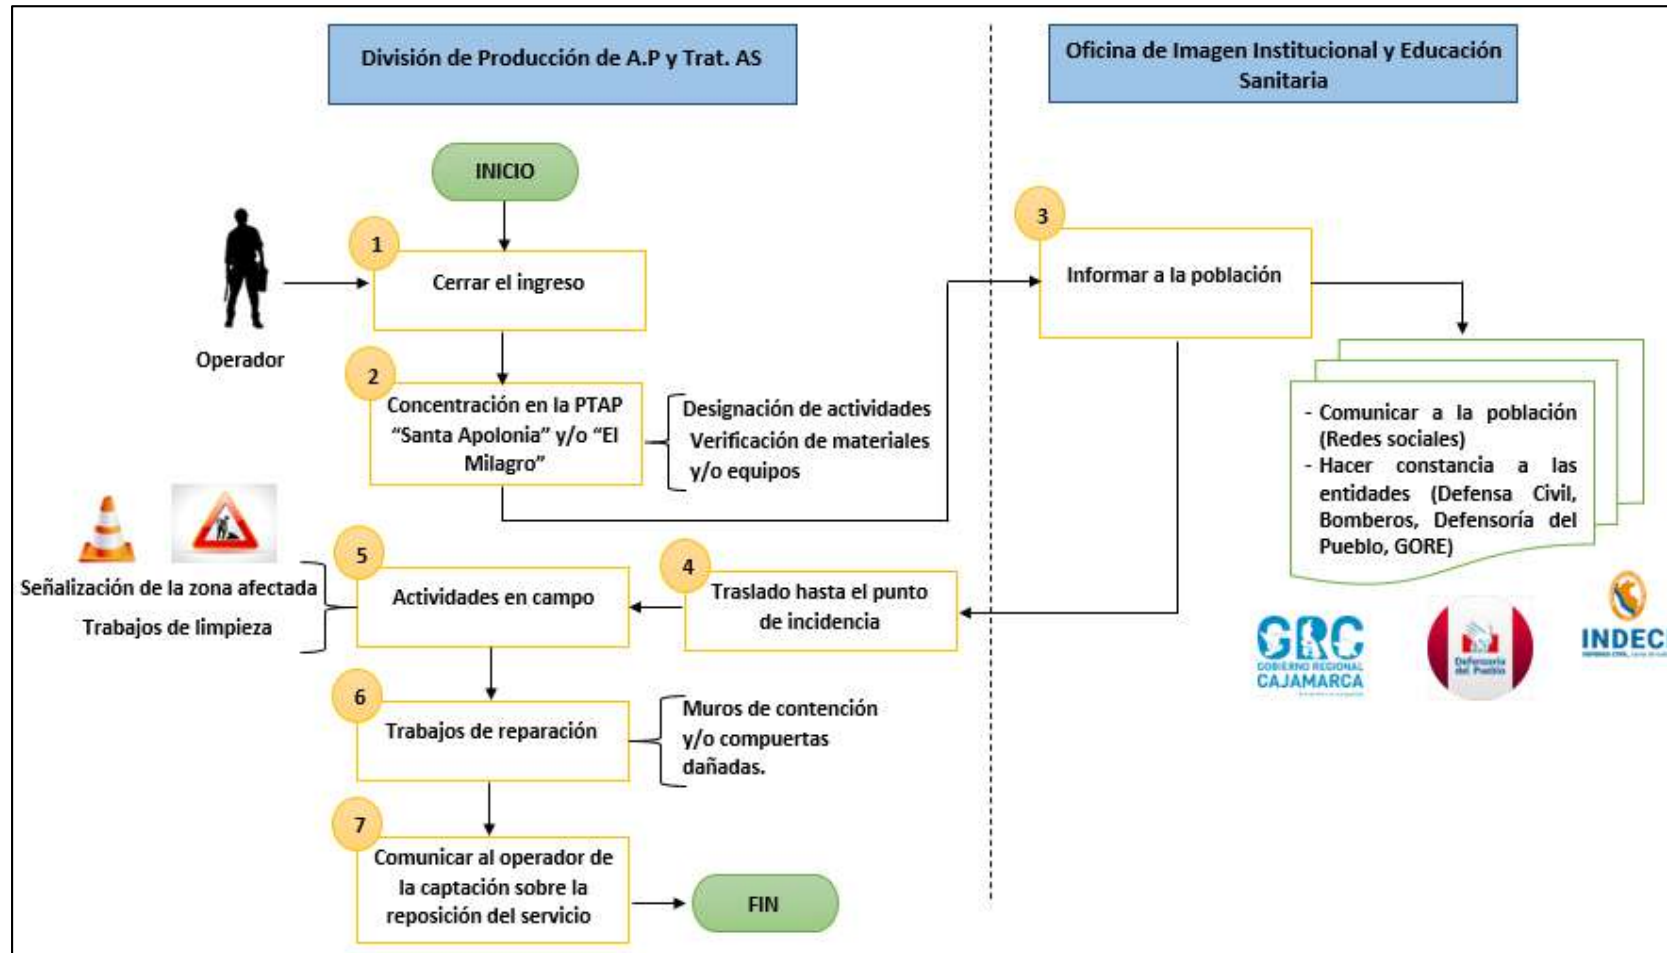 División de Producción de A.P y Trat. AS
Oficina de Imagen Institucional y Educación
Sanitaria
INICIO
1
Cerrar el ingreso
Operador
2
Concentración en la PTAP
“Santa Apolonia” y/o “El
Milagro”
Designación de actividades
Verificación de materiales
y/o equipos
3
Informar a la población
- Comunicar a la población
(Redes sociales)
- Hacer constancia a las
entidades (Defensa Civil,
Bomberos, Defensoría del
Pueblo, GORE)
GRC
GOBIERNO REGIONAL
CAJAMARCA
Defensoría
del Pueblo
INDECI
4
Traslado hasta el punto
de incidencia
5
Actividades en campo
Señalización de la zona afectada
Trabajos de limpieza
6
Trabajos de reparación
Muros de contención
y/o compuertas
dañadas.
7
Comunicar al operador de
la captación sobre la
reposición del servicio
FIN